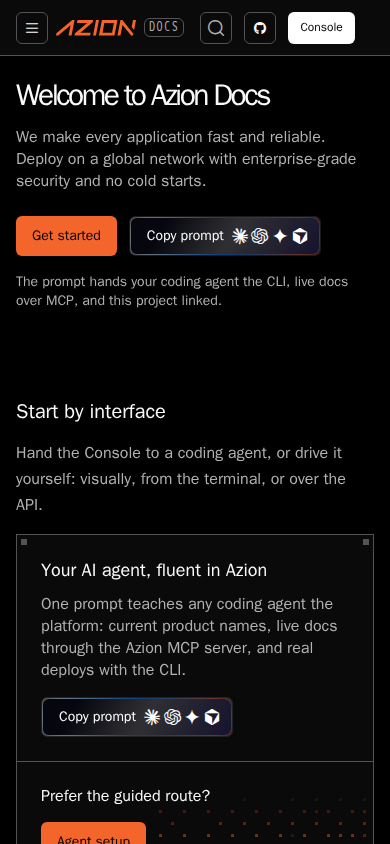 AZION DOCS Console
Welcome to Azion Docs
We make every application fast and reliable.
Deploy on a global network with enterprise-grade
security and no cold starts.
Get started Copy prompt
The prompt hands your coding agent the CLI, live docs
over MCP, and this project linked.
Start by interface
Hand the Console to a coding agent, or drive it
yourself: visually, from the terminal, or over the
API.
Your AI agent, fluent in Azion
One prompt teaches any coding agent the
platform: current product names, live docs
through the Azion MCP server, and real
deploys with the CLI.
Copy prompt
Prefer the guided route?
Agent setup